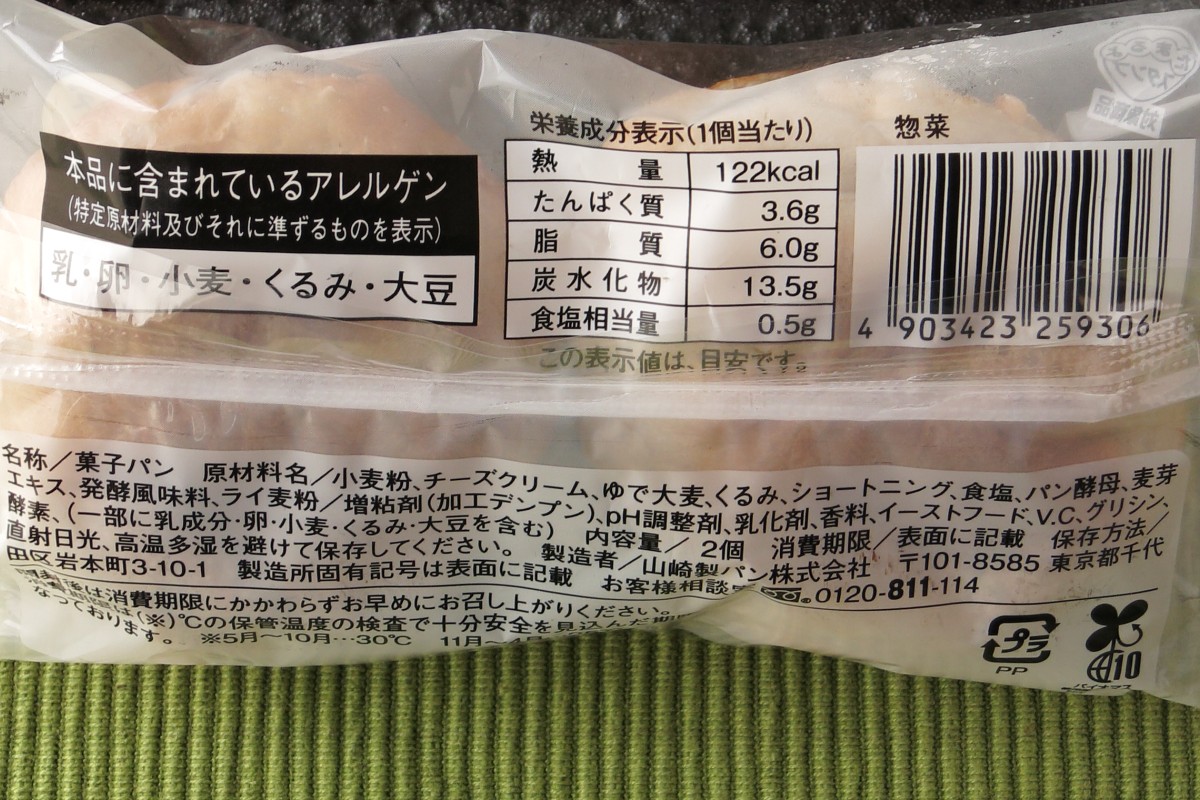 本品に含まれているアレルゲン
(特定原材料及びそれに準ずるものを表示)
乳・卵・小麦・くるみ・大豆
栄養成分表示(1個当たり)
熱量 122kcal
たんぱく質 3.6g
脂質 6.0g
炭水化物 13.5g
食塩相当量 0.5g
この表示値は、目安です。
惣菜
4 903423 259306
名称/菓子パン 原材料名/小麦粉、チーズクリーム、ゆで大麦、くるみ、ショートニング、食塩、パン酵母、麦芽
エキス、発酵風味料、ライ麦粉/増粘剤(加工デンプン)、pH調整剤、乳化剤、香料、イーストフード、V.C、グリシン、
酵素、(一部に乳成分・卵・小麦・くるみ・大豆を含む) 内容量/2個 消費期限/表面に記載 保存方法/
直射日光、高温多湿を避けて保存してください。 製造者/山崎製パン株式会社 〒101-8585 東京都千代
田区岩本町3-10-1 製造所固有記号は表面に記載 お客様相談 0120-811-114
後は消費期限にかかわらずお早めにお召し上がりください。
は(※)℃の保管温度の検査で十分安全を見込んだ期
なっております。 ※5月~10月…30℃ 11月~
プラ
PP
10
バイオマス